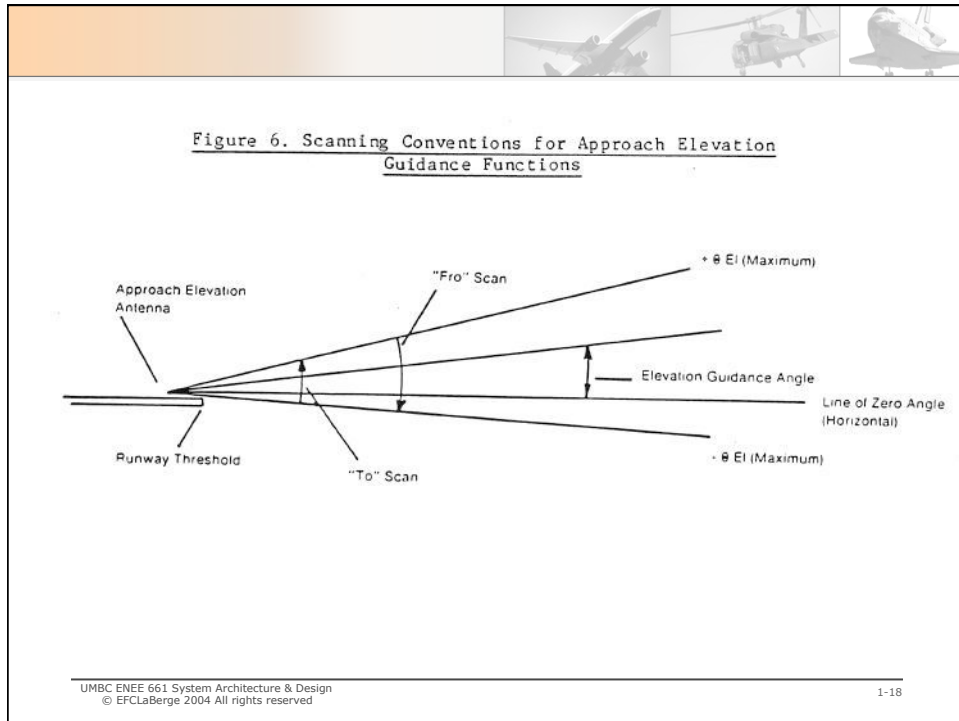 Figure 6. Scanning Conventions for Approach Elevation
Guidance Functions
+ θ El (Maximum)
"Fro" Scan
Approach Elevation
Antenna
Elevation Guidance Angle
Line of Zero Angle
(Horizontal)
Runway Threshold
- θ El (Maximum)
"To" Scan
UMBC ENEE 661 System Architecture & Design
© EFCLaBerge 2004 All rights reserved
1-18